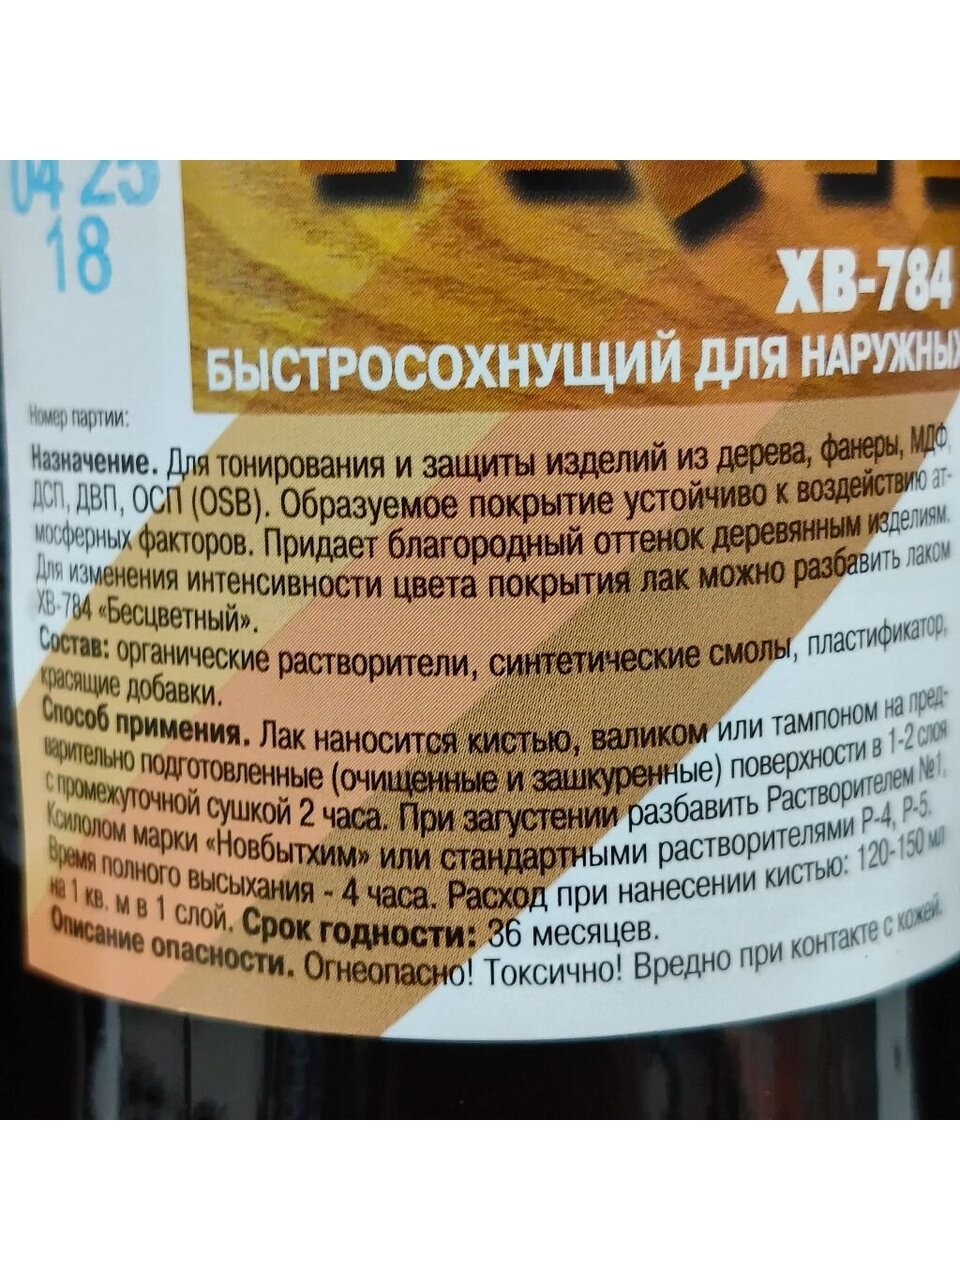 04 25
18
ХВ-784
БЫСТРОСОХНУЩИЙ ДЛЯ НАРУЖНЫХ
Номер партии:
Назначение. Для тонирования и защиты изделий из дерева, фанеры, МДФ,
ДСП, ДВП, ОСП (OSB). Образуемое покрытие устойчиво к воздействию ат-
мосферных факторов. Придает благородный оттенок деревянным изделиям.
Для изменения интенсивности цвета покрытия лак можно разбавить лаком
ХВ-784 «Бесцветный».
Состав: органические растворители, синтетические смолы, пластификатор,
красящие добавки.
Способ применения. Лак наносится кистью, валиком или тампоном на пред-
варительно подготовленные (очищенные и зашкуренные) поверхности в 1-2 слоя
с промежуточной сушкой 2 часа. При загустении разбавить Растворителем №1,
Ксилолом марки «Новбытхим» или стандартными растворителями Р-4, Р-5.
Время полного высыхания - 4 часа. Расход при нанесении кистью: 120-150 мл
на 1 кв. м в 1 слой. Срок годности: 36 месяцев.
Описание опасности. Огнеопасно! Токсично! Вредно при контакте с кожей.